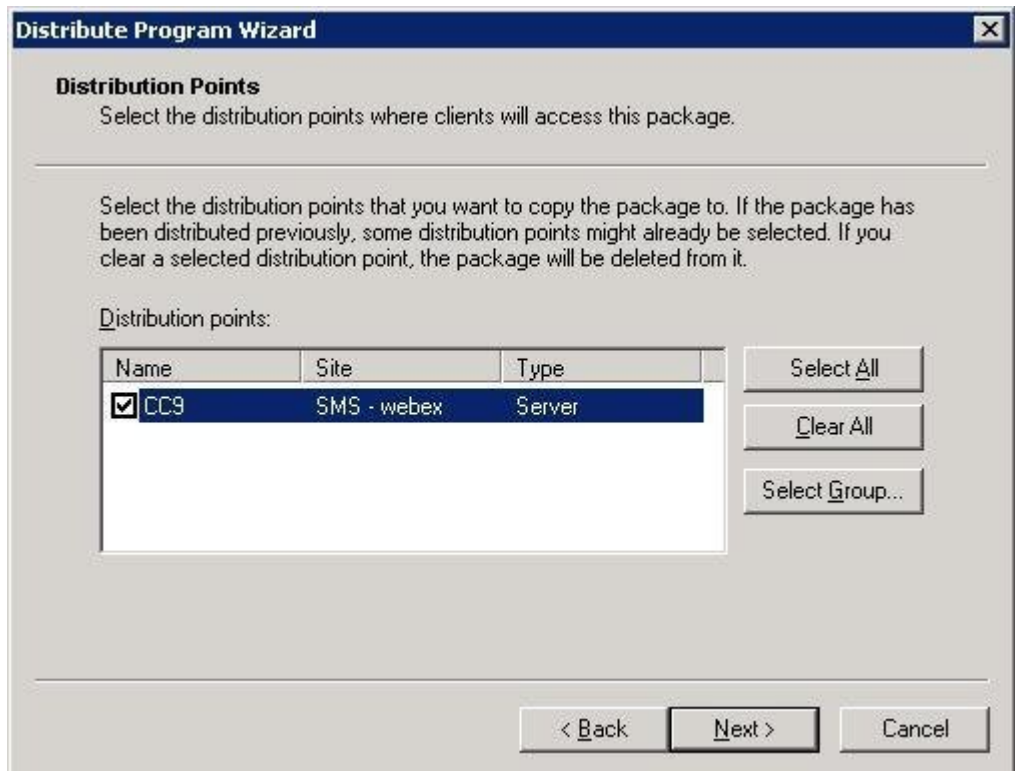 Distribute Program Wizard
Distribution Points
Select the distribution points where clients will access this package.
Select the distribution points that you want to copy the package to. If the package has
been distributed previously, some distribution points might already be selected. If you
clear a selected distribution point, the package will be deleted from it.
Distribution points:
Name Site Type
CC9 SMS - webex Server
Select All
Clear All
Select Group...
< Back Next > Cancel